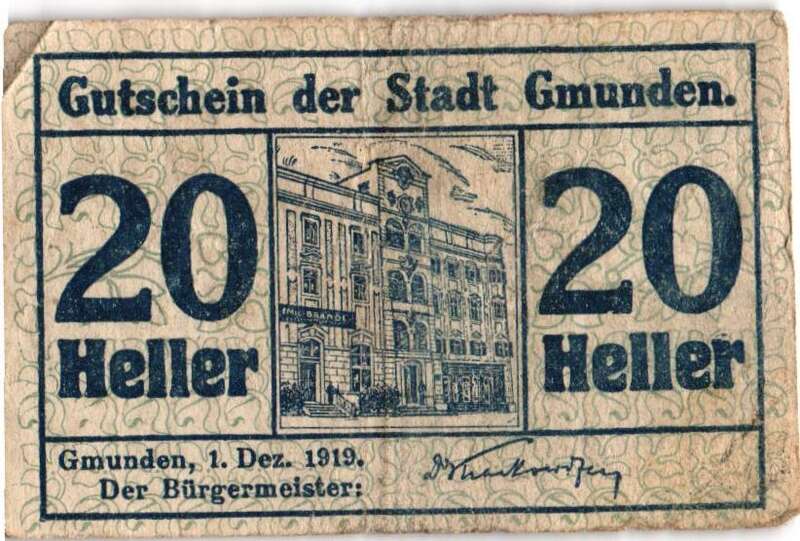 Gutschein der Stadt Gmunden.
20 20
Heller Heller
Gmunden, 1. Dez. 1919.
Der Bürgermeister: